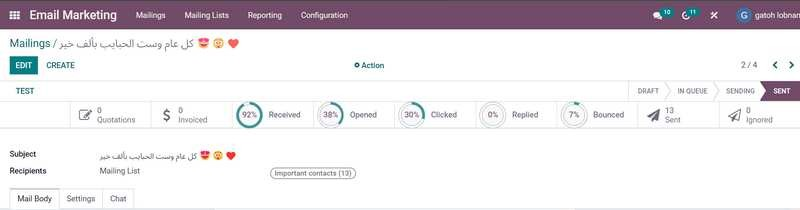 Email Marketing Mailings Mailing Lists Reporting Configuration 10 11 G gatoh lobnan
Mailings / كل عام وست الحبايب بألف خير 😍 🤩 ❤️
EDIT CREATE Action 2 / 4
TEST DRAFT IN QUEUE SENDING SENT
0 Quotations
0 Invoiced
92% Received
38% Opened
30% Clicked
0% Replied
7% Bounced
13 Sent
0 Ignored
Subject كل عام وست الحبايب بألف خير 😍 🤩 ❤️
Recipients Mailing List Important contacts (13)
Mail Body Settings Chat